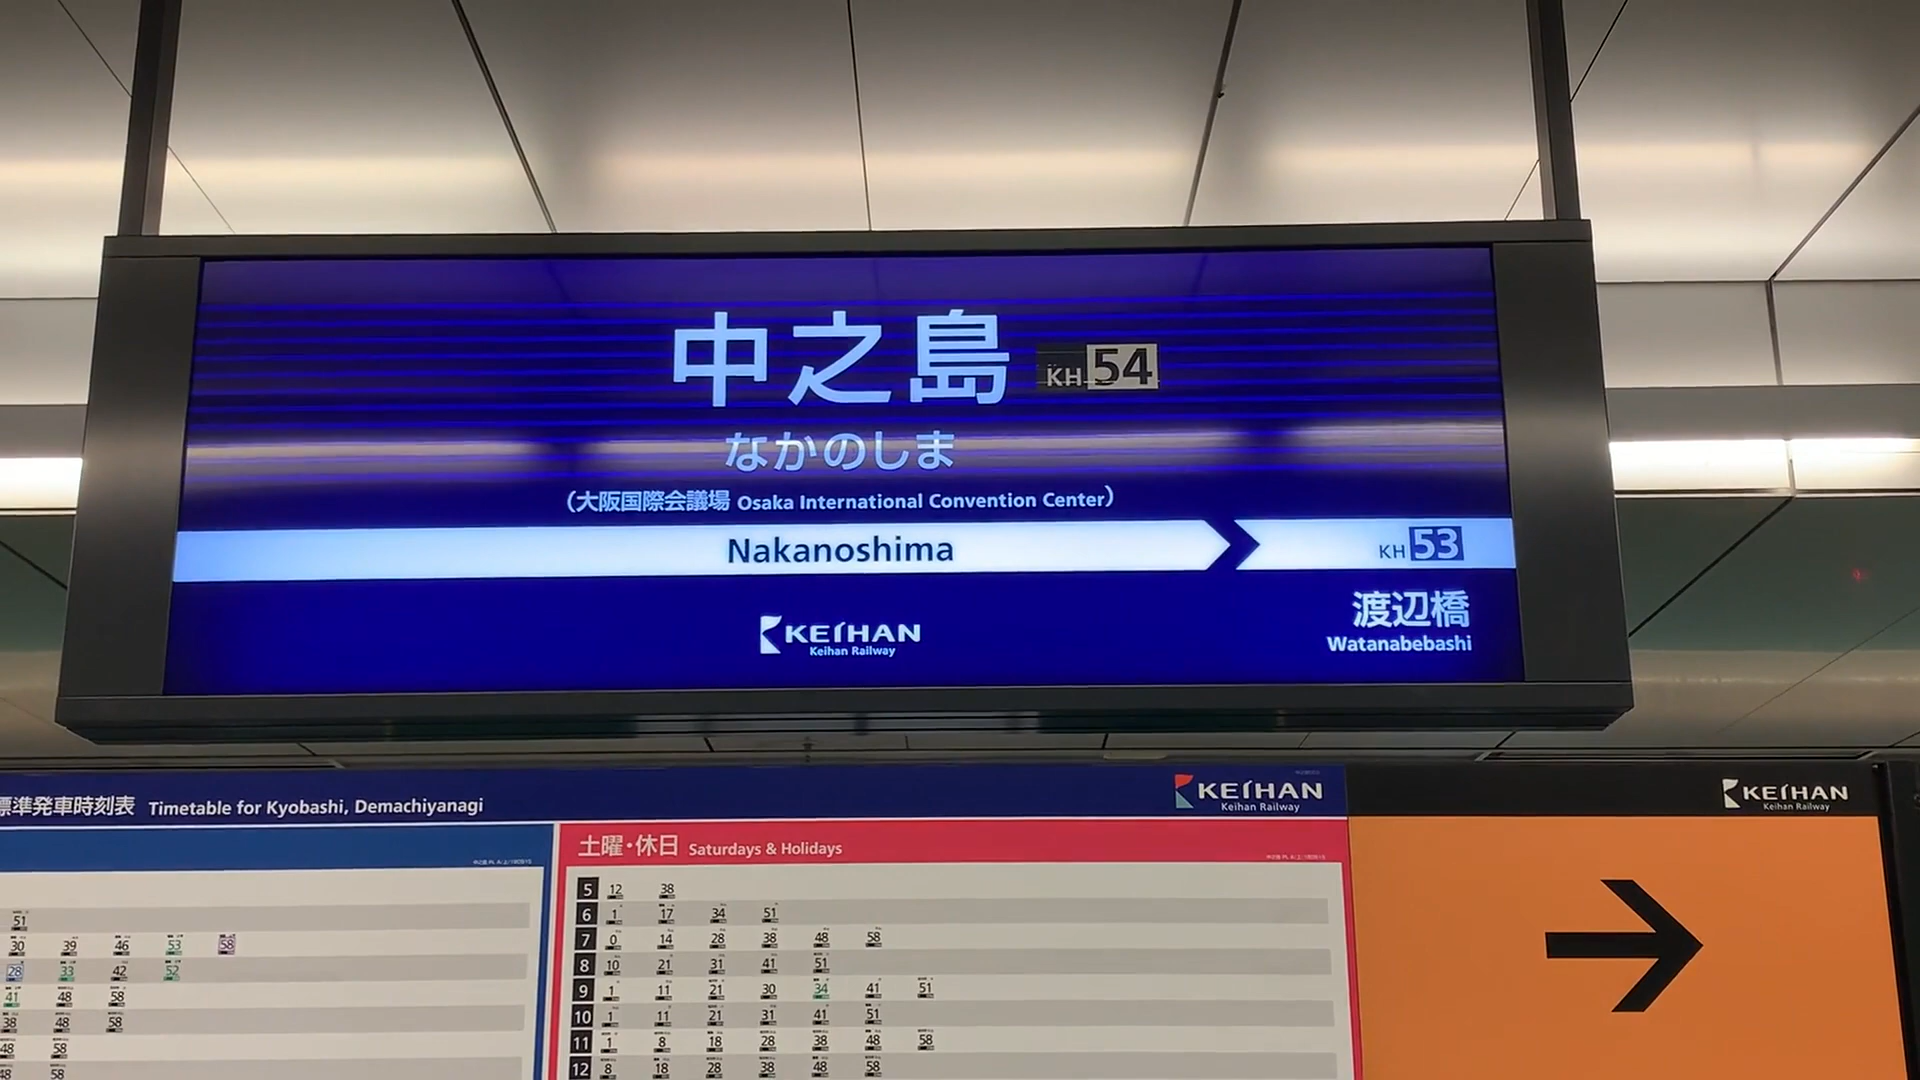 中之島 KH 54
なかのしま
(大阪国際会議場 Osaka International Convention Center)
Nakanoshima
KH 53
渡辺橋
Watanabebashi
KEIHAN
Keihan Railway
標準発車時刻表 Timetable for Kyobashi, Demachiyanagi
KEIHAN
Keihan Railway
KEIHAN
Keihan Railway
51
30 39 46 53 58
28 33 42 52
41 48 58
38 48 58
48 58
48 58
土曜・休日 Saturdays & Holidays
5 12 38
6 1 17 34 51
7 0 14 28 38 48 58
8 10 21 31 41 51
9 1 11 21 30 34 41 51
10 1 11 21 31 41 51
11 1 8 18 28 38 48 58
12 8 18 28 38 48 58